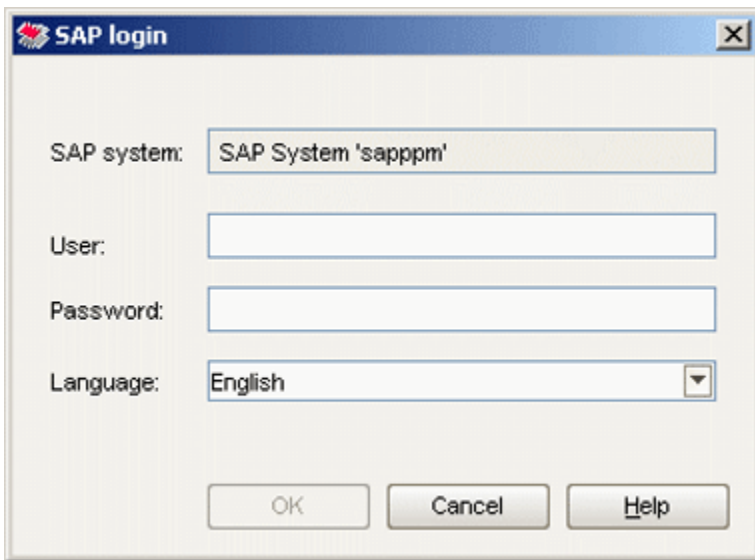 SAP login
SAP system: SAP System 'sapppm'
User:
Password:
Language: English
OK Cancel Help